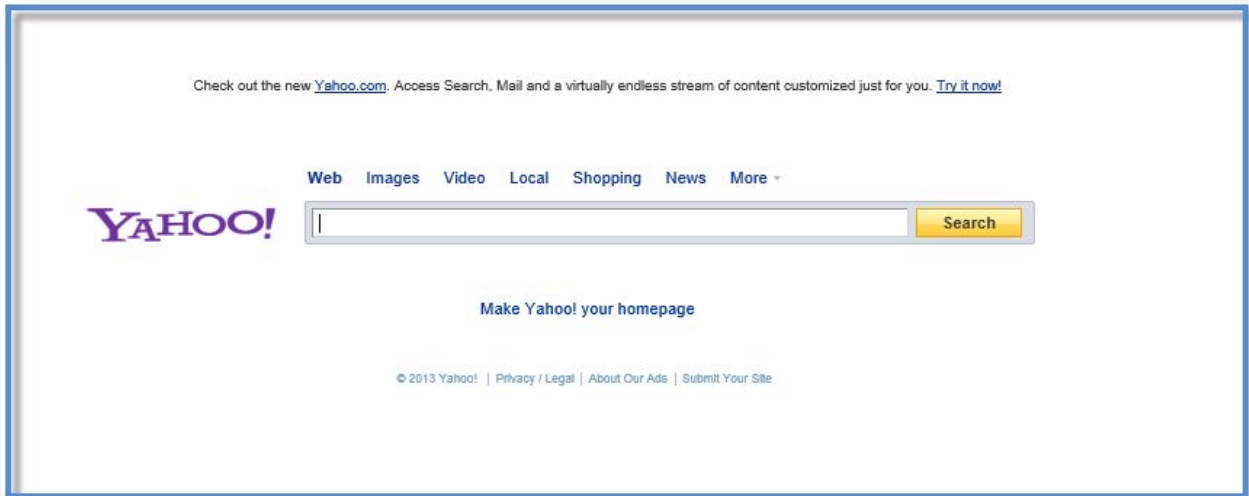 Check out the new Yahoo.com. Access Search, Mail and a virtually endless stream of content customized just for you. Try it now!
Web Images Video Local Shopping News More
YAHOO!
Search
Make Yahoo! your homepage
© 2013 Yahoo! | Privacy / Legal | About Our Ads | Submit Your Site